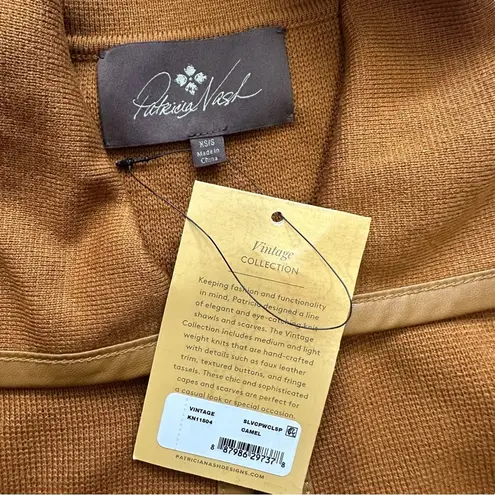 Patricia Nash
XS|S
Made in
China
Vintage
COLLECTION
Keeping fashion and functionality
in mind, Patricia designed a line
of elegant and eye-catching knit
shawls and scarves. The Vintage
Collection includes medium and light
weight knits that are hand-crafted
with details such as faux leather
trim, textured buttons, and fringe
tassels. These chic and sophisticated
capes and scarves are perfect for
a casual look or special occasion.
VINTAGE SLVCPWCLSP
KN11504 CAMEL
8 87986 29737 8
PATRICIANASHDESIGNS.COM